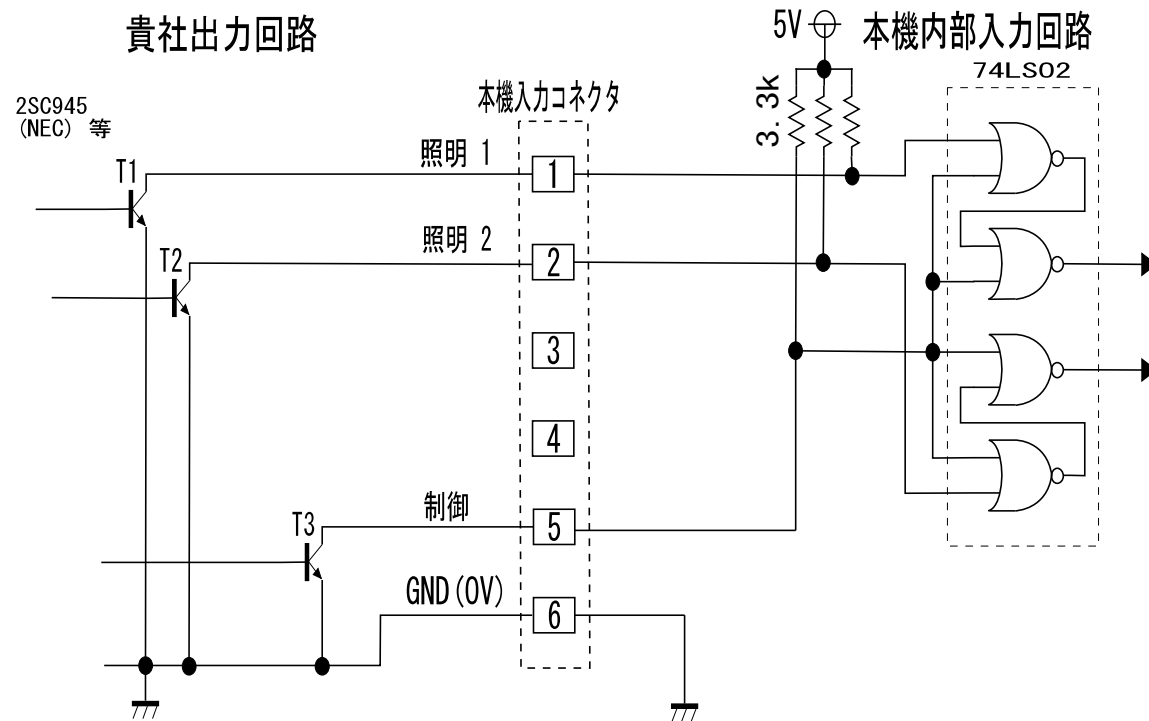 貴社出力回路
5V
本機内部入力回路
74LS02
本機入力コネクタ
3.3k
2SC945
(NEC) 等
照明 1
T1
1
照明 2
T2
2
3
4
制御
T3
5
GND(0V)
6